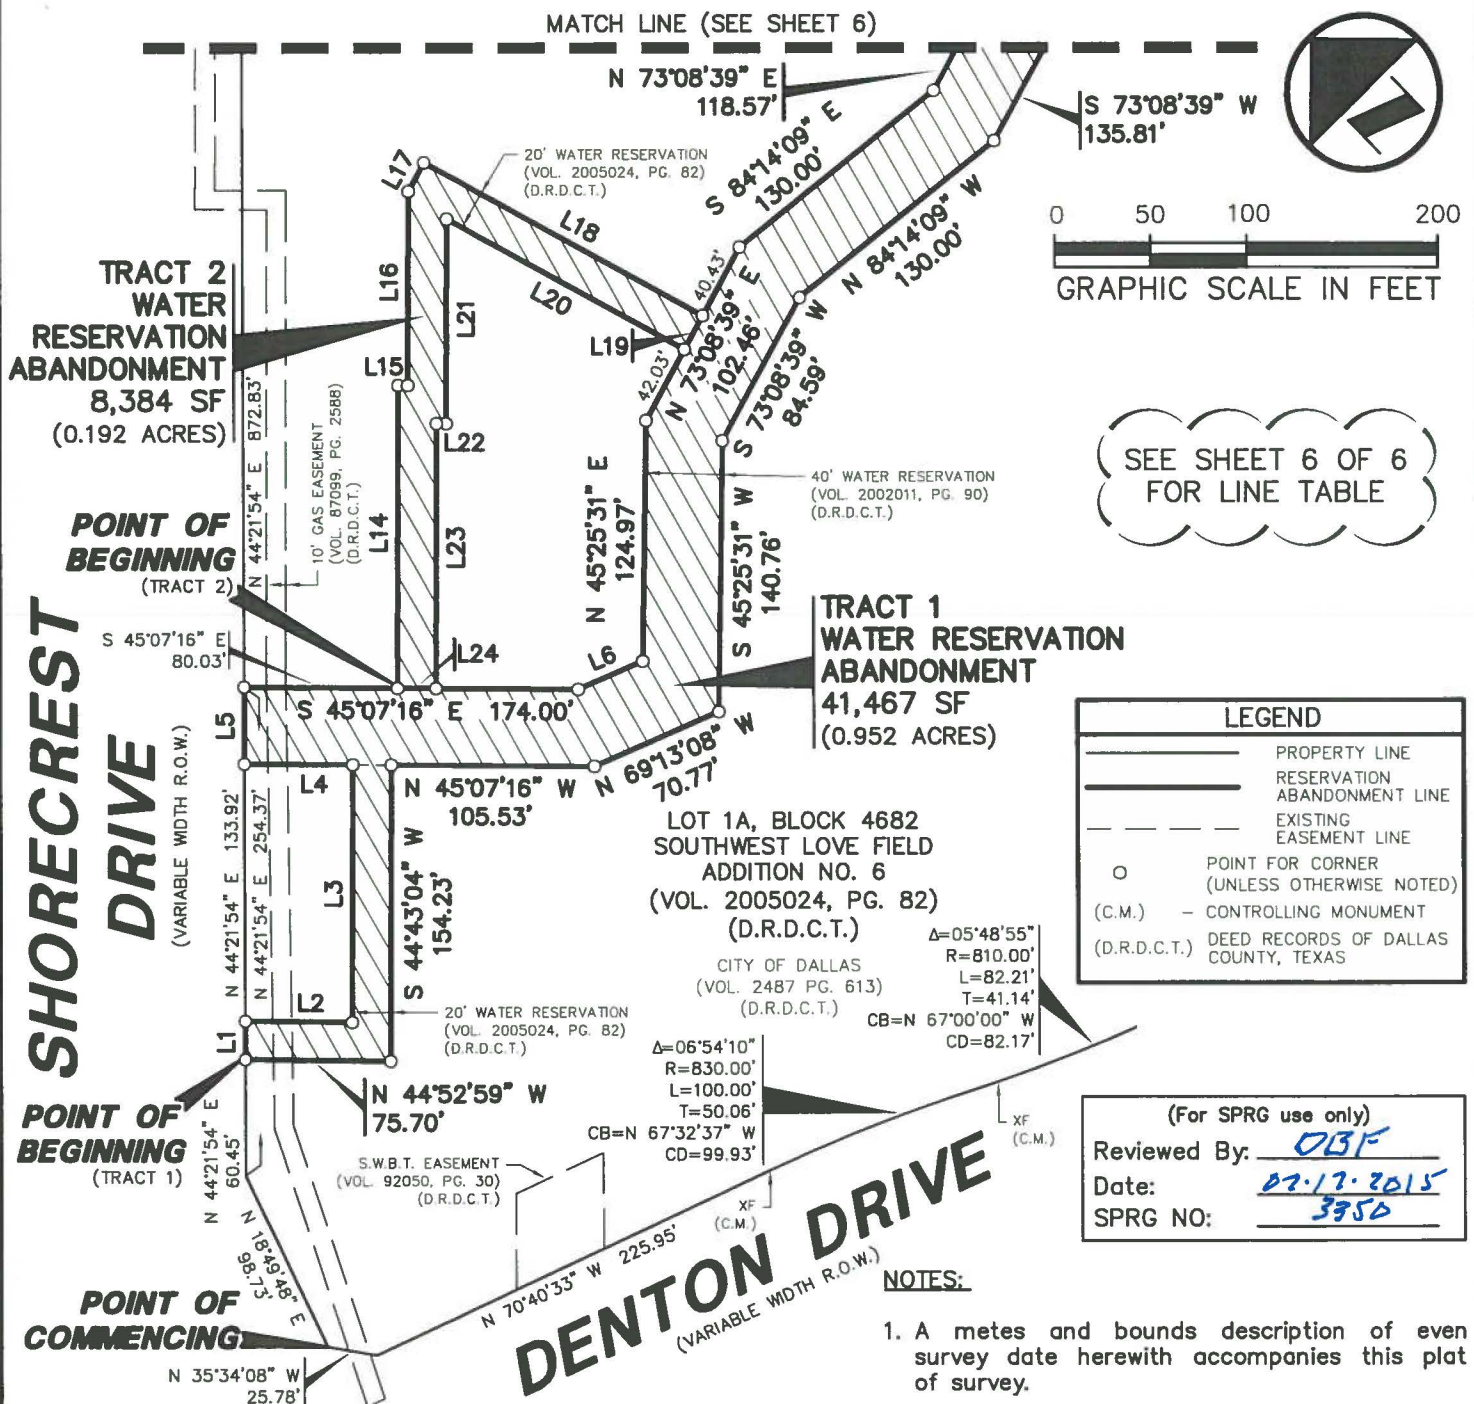 MATCH LINE (SEE SHEET 6)
N 73°08'39" E
118.57'
S 73°08'39" W
135.81'
0 50 100 200
GRAPHIC SCALE IN FEET
20' WATER RESERVATION
(VOL. 2005024, PG. 82)
(D.R.D.C.T.)
S 84°14'09" E
130.00'
N 84°14'09" W
130.00'
L17
L18
L16
L21
L20
L19
L15
L22
40.43'
42.03'
N 73°08'39" E
102.46'
S 73°08'39" W
84.59'
TRACT 2
WATER
RESERVATION
ABANDONMENT
8,384 SF
(0.192 ACRES)
N 44°21'54" E 872.83'
10' GAS EASEMENT
(VOL. 87099, PG. 2588)
(D.R.D.C.T.)
L14
L23
40' WATER RESERVATION
(VOL. 2002011, PG. 90)
(D.R.D.C.T.)
SEE SHEET 6 OF 6
FOR LINE TABLE
N 45°25'31" E
124.97'
S 45°25'31" W
140.76'
POINT OF
BEGINNING
(TRACT 2)
S 45°07'16" E
80.03'
L24
L6
S 45°07'16" E 174.00'
L5
TRACT 1
WATER RESERVATION
ABANDONMENT
41,467 SF
(0.952 ACRES)
N 69°13'08" W
70.77'
L4
N 45°07'16" W
105.53'
SHORECREST
DRIVE
(VARIABLE WIDTH R.O.W.)
N 44°21'54" E 133.92'
N 44°21'54" E 254.37'
L3
S 44°43'04" W
154.23'
L2
L1
LOT 1A, BLOCK 4682
SOUTHWEST LOVE FIELD
ADDITION NO. 6
(VOL. 2005024, PG. 82)
(D.R.D.C.T.)
CITY OF DALLAS
(VOL. 2487 PG. 613)
(D.R.D.C.T.)
LEGEND
PROPERTY LINE
RESERVATION
ABANDONMENT LINE
EXISTING
EASEMENT LINE
POINT FOR CORNER
(UNLESS OTHERWISE NOTED)
(C.M.) – CONTROLLING MONUMENT
(D.R.D.C.T.) DEED RECORDS OF DALLAS
COUNTY, TEXAS
Δ=05°48'55"
R=810.00'
L=82.21'
T=41.14'
CB=N 67°00'00" W
CD=82.17'
20' WATER RESERVATION
(VOL. 2005024, PG. 82)
(D.R.D.C.T.)
Δ=06°54'10"
R=830.00'
L=100.00'
T=50.06'
CB=N 67°32'37" W
CD=99.93'
N 44°52'59" W
75.70'
POINT OF
BEGINNING
(TRACT 1)
N 44°21'54" E
60.45'
S.W.B.T. EASEMENT
(VOL. 92050, PG. 30)
(D.R.D.C.T.)
XF
(C.M.)
XF
(C.M.)
N 18°49'48" E
98.73'
N 70°40'33" W 225.95'
DENTON DRIVE
(VARIABLE WIDTH R.O.W.)
POINT OF
COMMENCING
N 35°34'08" W
25.78'
(For SPRG use only)
Reviewed By:
Date: 07.17.2015
SPRG NO: 3350
NOTES:
1. A metes and bounds description of even
survey date herewith accompanies this plat
of survey.